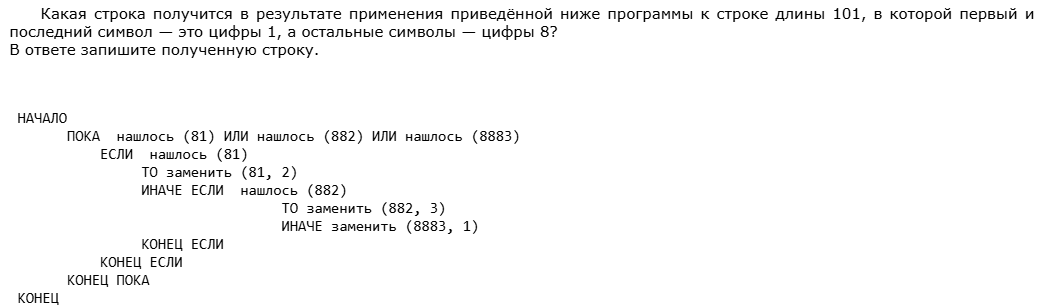 Какая строка получится в результате применения приведённой ниже программы к строке длины 101, в которой первый и
последний символ — это цифры 1, а остальные символы — цифры 8?
В ответе запишите полученную строку.
НАЧАЛО
ПОКА нашлось (81) ИЛИ нашлось (882) ИЛИ нашлось (8883)
ЕСЛИ нашлось (81)
ТО заменить (81, 2)
ИНАЧЕ ЕСЛИ нашлось (882)
ТО заменить (882, 3)
ИНАЧЕ заменить (8883, 1)
КОНЕЦ ЕСЛИ
КОНЕЦ ЕСЛИ
КОНЕЦ ПОКА
КОНЕЦ